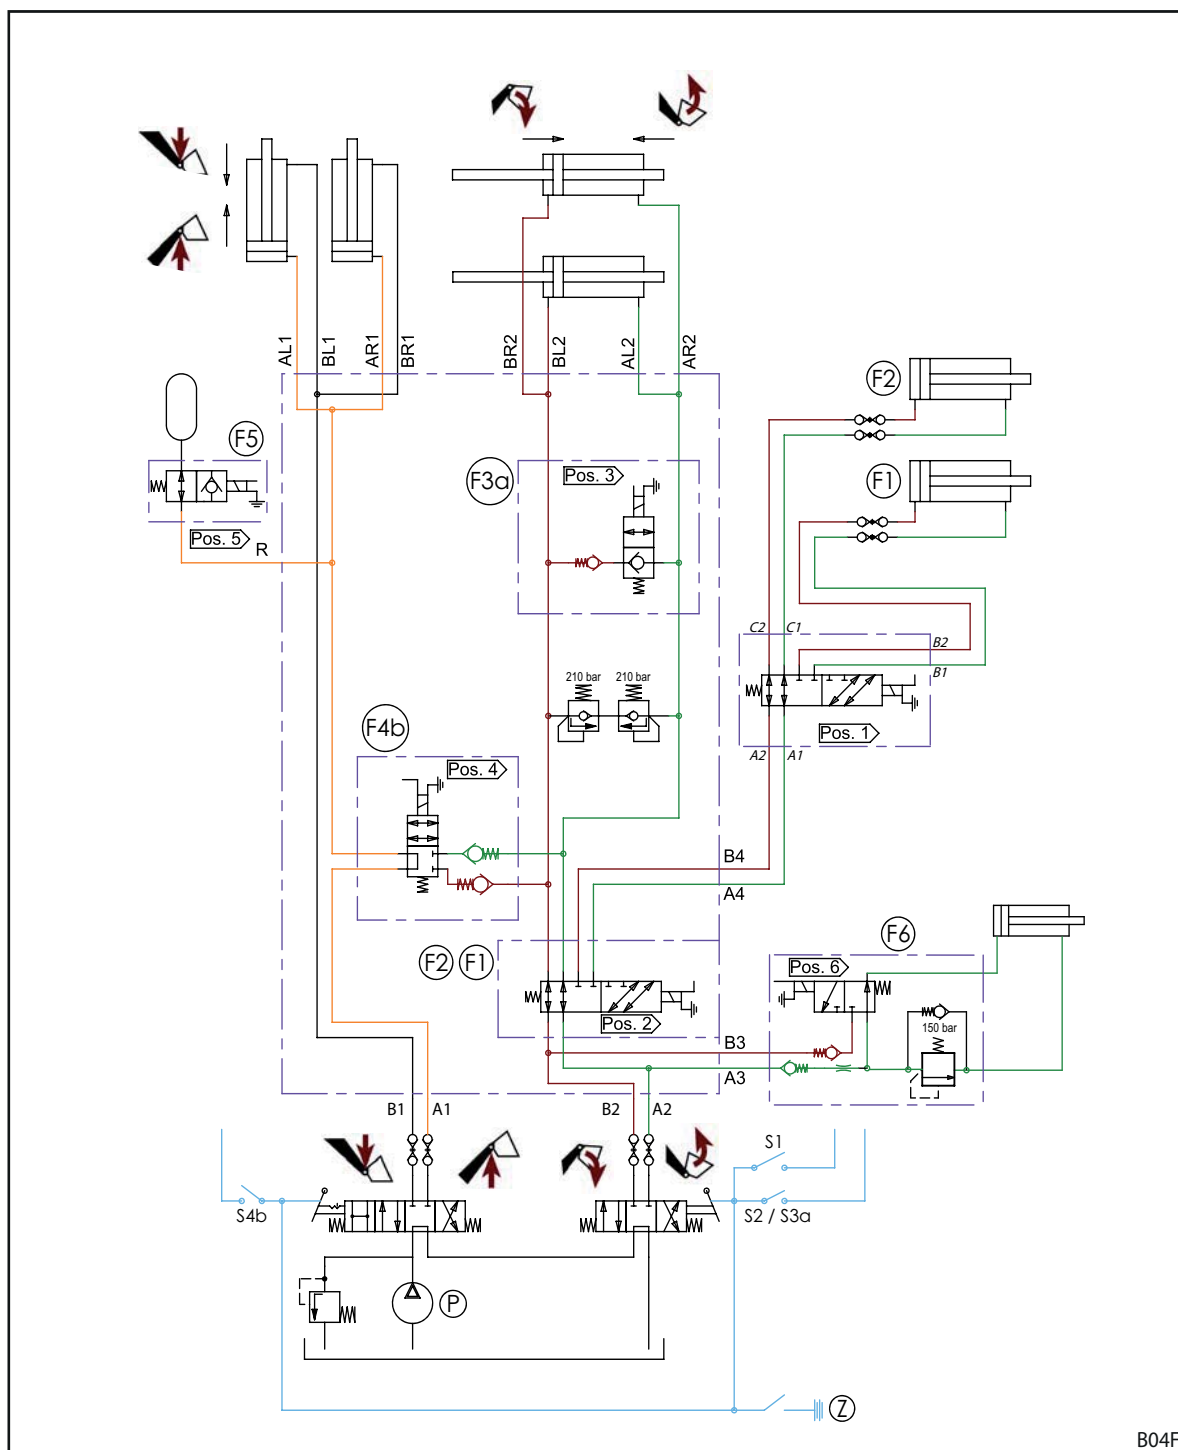 AL1
BL1
AR1
BR1
BR2
BL2
AL2
AR2
F2
F5
F3a
Pos. 3
F1
Pos. 5
R
C2
C1
B2
B1
210 bar
210 bar
F4b
Pos. 1
Pos. 4
A2
A1
B4
A4
F2
F1
F6
Pos. 6
Pos. 2
B3
150 bar
A3
B1
A1
B2
A2
S1
S4b
S2 / S3a
P
Z
B04F